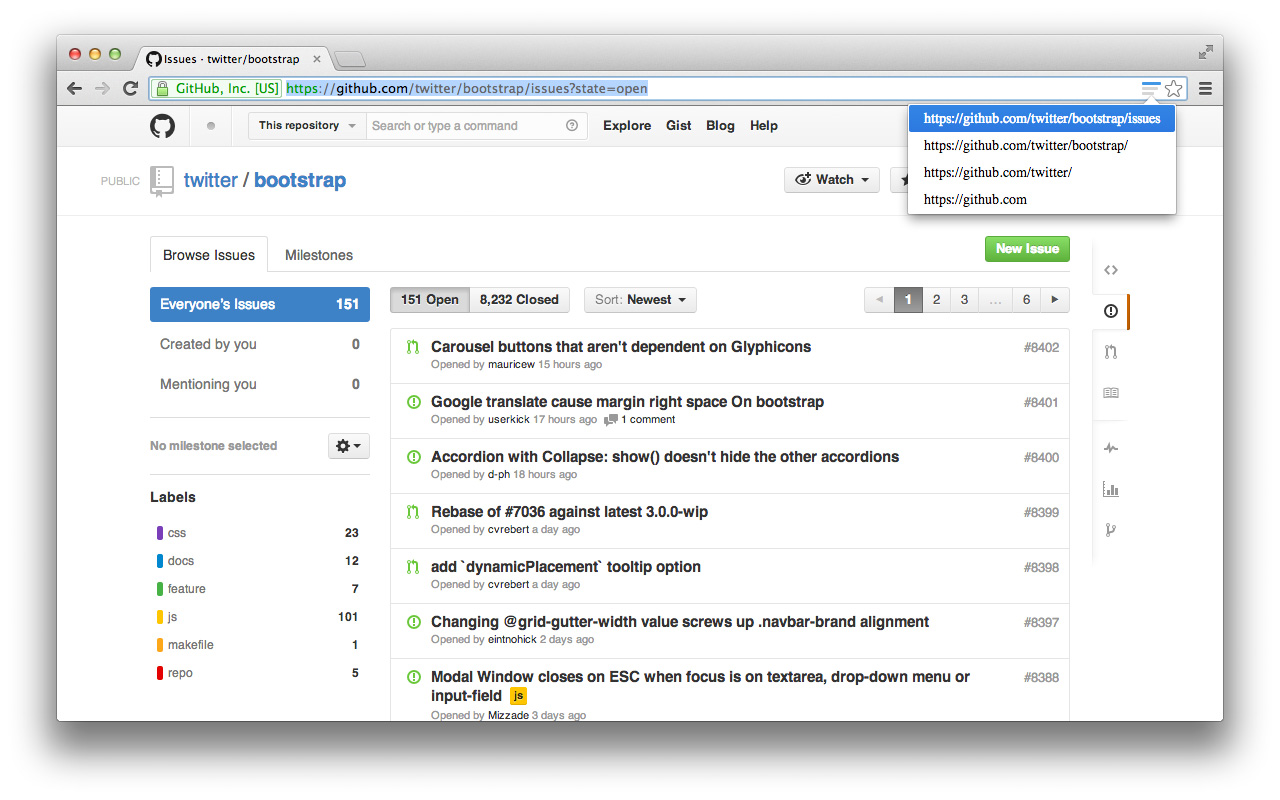 Issues · twitter/bootstrap
GitHub, Inc. [US] https://github.com/twitter/bootstrap/issues?state=open
https://github.com/twitter/bootstrap/issues
https://github.com/twitter/bootstrap/
https://github.com/twitter/
https://github.com
This repository Search or type a command Explore Gist Blog Help
PUBLIC twitter / bootstrap Watch
Browse Issues Milestones New Issue
Everyone's Issues 151
Created by you 0
Mentioning you 0
No milestone selected
Labels
css 23
docs 12
feature 7
js 101
makefile 1
repo 5
151 Open 8,232 Closed Sort: Newest 1 2 3 ... 6
Carousel buttons that aren't dependent on Glyphicons #8402
Opened by mauricew 15 hours ago
Google translate cause margin right space On bootstrap #8401
Opened by userkick 17 hours ago 1 comment
Accordion with Collapse: show() doesn't hide the other accordions #8400
Opened by d-ph 18 hours ago
Rebase of #7036 against latest 3.0.0-wip #8399
Opened by cvrebert a day ago
add `dynamicPlacement` tooltip option #8398
Opened by cvrebert a day ago
Changing @grid-gutter-width value screws up .navbar-brand alignment #8397
Opened by eintnohick 2 days ago
Modal Window closes on ESC when focus is on textarea, drop-down menu or #8388
input-field js
Opened by Mizzade 3 days ago